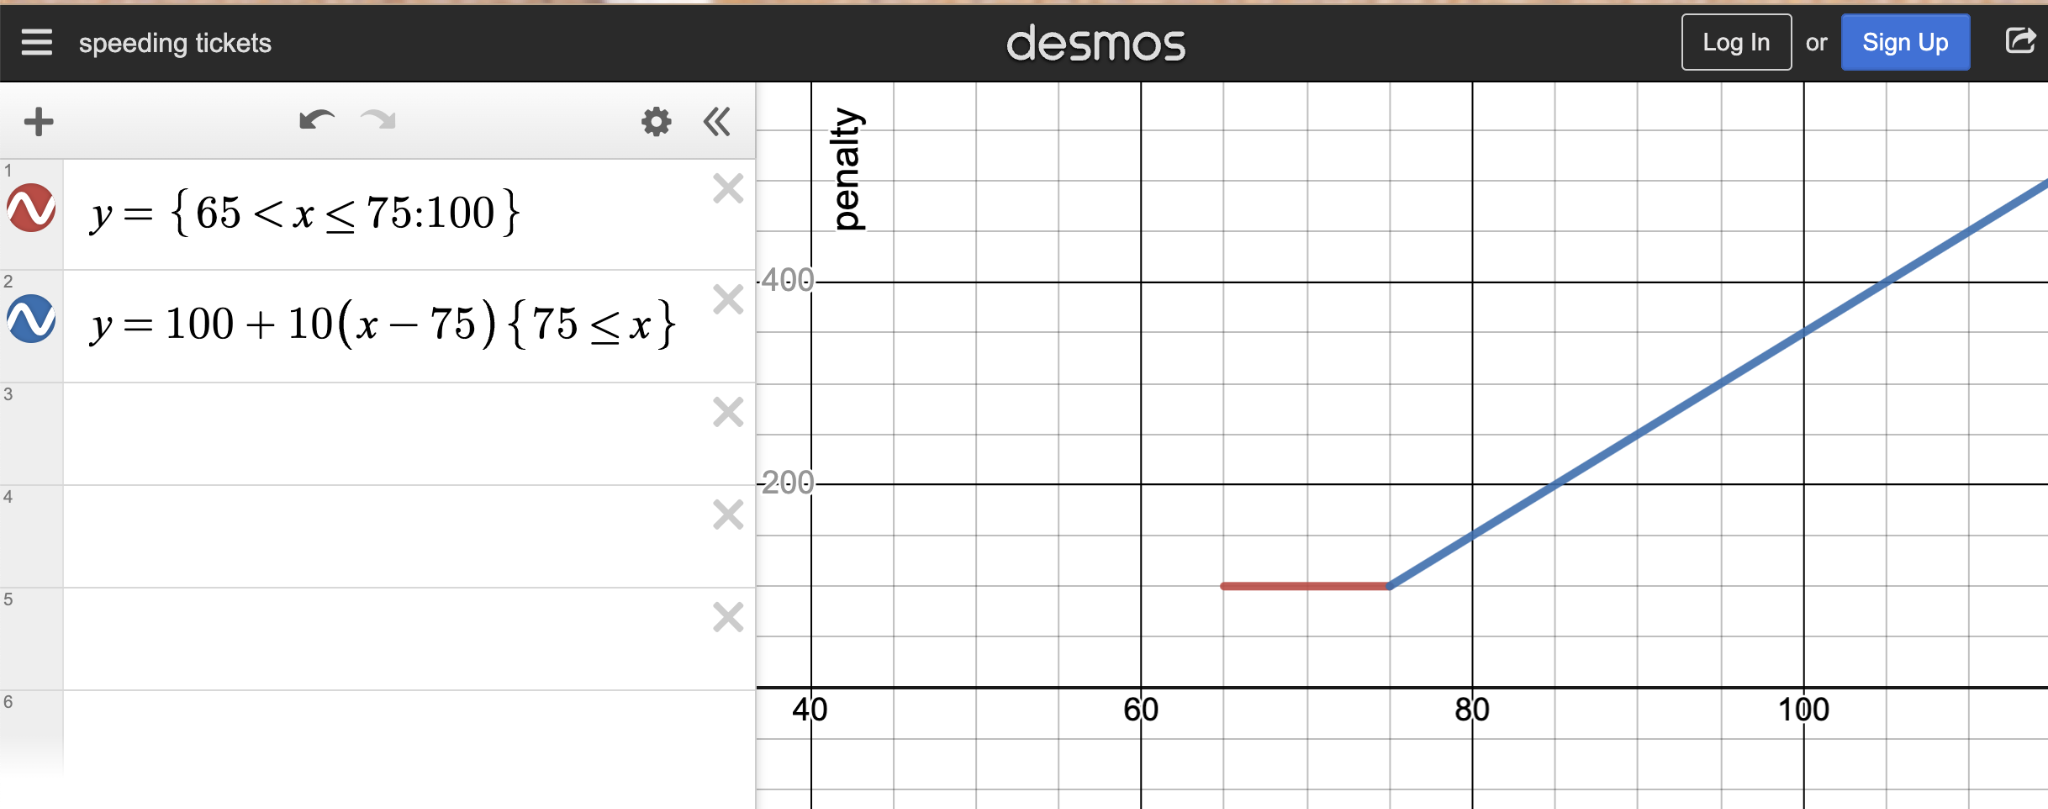 speeding tickets
desmos
Log In or Sign Up
1
y = {65 < x ≤ 75:100}
2
y = 100 + 10(x − 75){75 ≤ x}
3
4
5
6
penalty
400
200
40 60 80 100